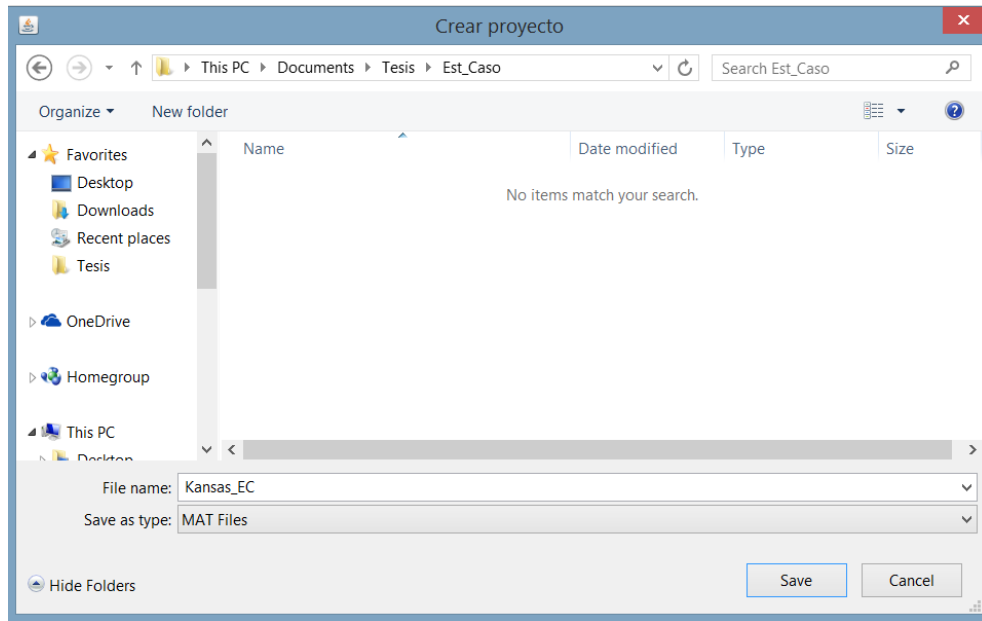 Crear proyecto
This PC Documents Tesis Est_Caso Search Est_Caso
Organize New folder
Name Date modified Type Size
No items match your search.
Favorites
Desktop
Downloads
Recent places
Tesis
OneDrive
Homegroup
This PC
Desktop
File name: Kansas_EC
Save as type: MAT Files
Hide Folders Save Cancel